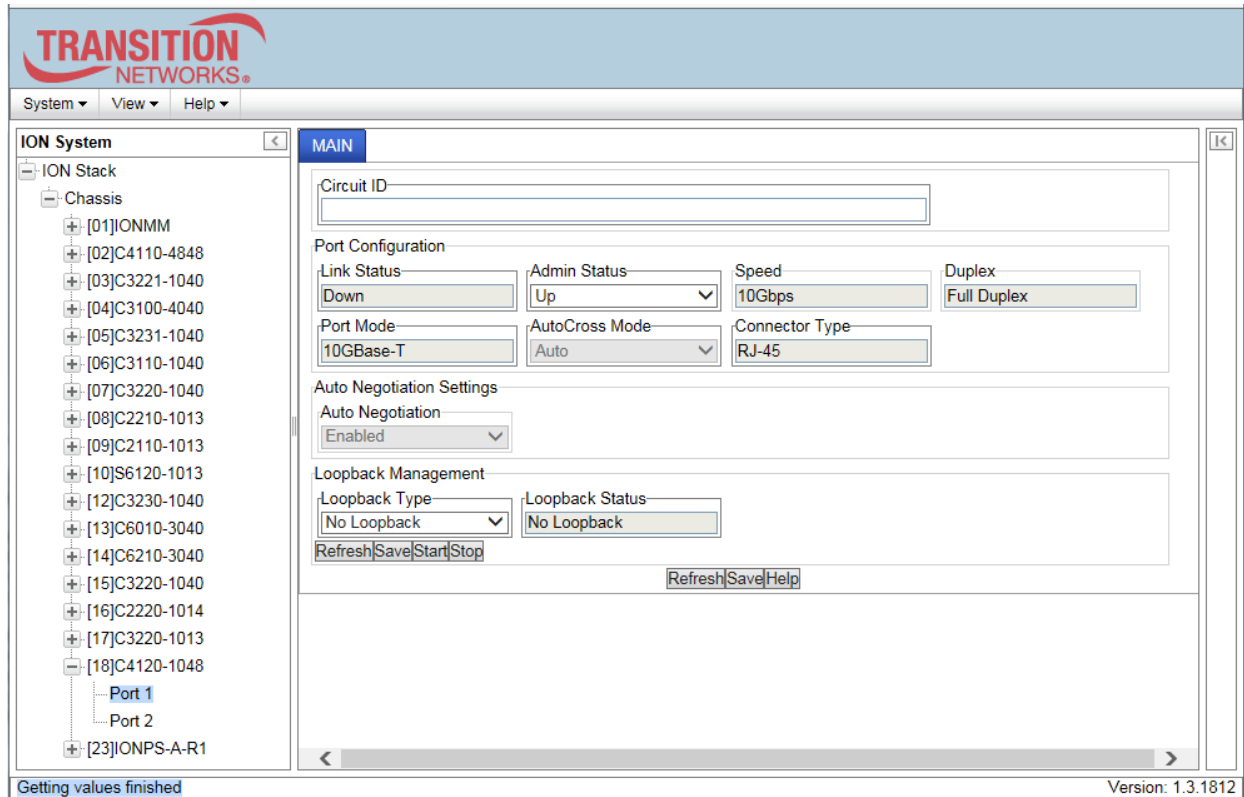 TRANSITION
NETWORKS®
System View Help
ION System
ION Stack
Chassis
[01]IONMM
[02]C4110-4848
[03]C3221-1040
[04]C3100-4040
[05]C3231-1040
[06]C3110-1040
[07]C3220-1040
[08]C2210-1013
[09]C2110-1013
[10]S6120-1013
[12]C3230-1040
[13]C6010-3040
[14]C6210-3040
[15]C3220-1040
[16]C2220-1014
[17]C3220-1013
[18]C4120-1048
Port 1
Port 2
[23]IONPS-A-R1
MAIN
Circuit ID
Port Configuration
Link Status Admin Status Speed Duplex
Down Up 10Gbps Full Duplex
Port Mode AutoCross Mode Connector Type
10GBase-T Auto RJ-45
Auto Negotiation Settings
Auto Negotiation
Enabled
Loopback Management
Loopback Type Loopback Status
No Loopback No Loopback
Refresh Save Start Stop
Refresh Save Help
Getting values finished
Version: 1.3.1812